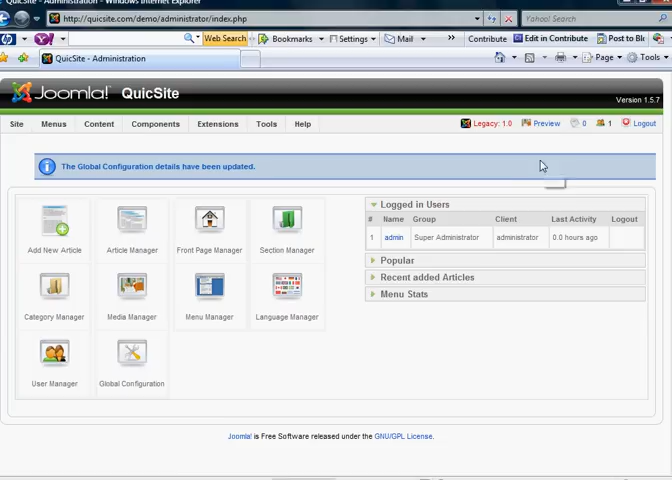 QuicSite - Administration - Windows Internet Explorer
http://quicsite.com/demo/administrator/index.php
Yahoo! Search
Web Search
Bookmarks
Settings
Mail
Contribute
Edit in Contribute
Post to Bl
QuicSite - Administration
Page
Tools
Joomla! QuicSite
Version 1.5.7
Site Menus Content Components Extensions Tools Help
Legacy: 1.0 Preview 0 1 Logout
The Global Configuration details have been updated.
Add New Article
Article Manager
Front Page Manager
Section Manager
Category Manager
Media Manager
Menu Manager
Language Manager
User Manager
Global Configuration
Logged in Users
# Name Group Client Last Activity Logout
1 admin Super Administrator administrator 0.0 hours ago
Popular
Recent added Articles
Menu Stats
Joomla! is Free Software released under the GNU/GPL License.